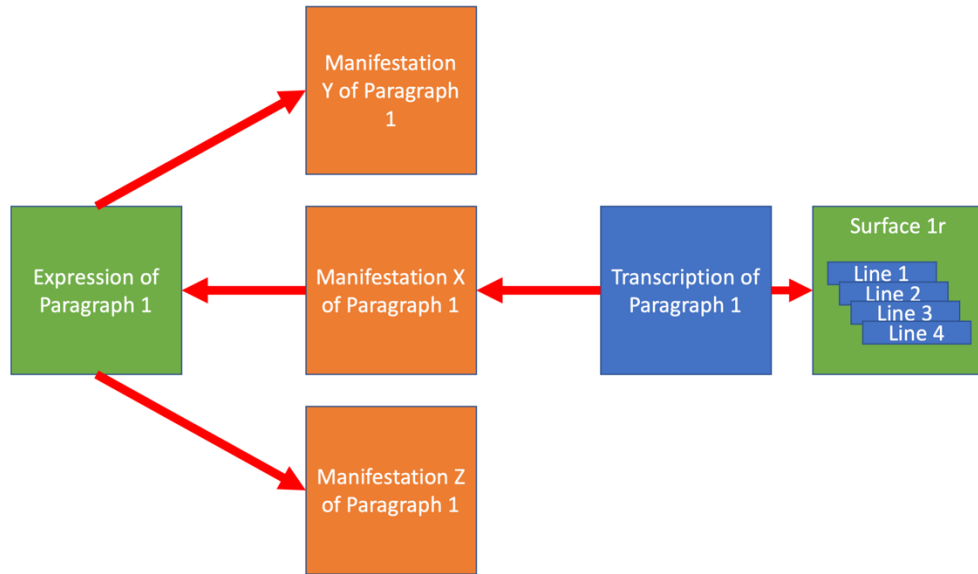 Manifestation
Y of Paragraph
1
Expression of
Paragraph 1
Manifestation X
of Paragraph 1
Transcription of
Paragraph 1
Surface 1r
Line 1
Line 2
Line 3
Line 4
Manifestation Z
of Paragraph 1